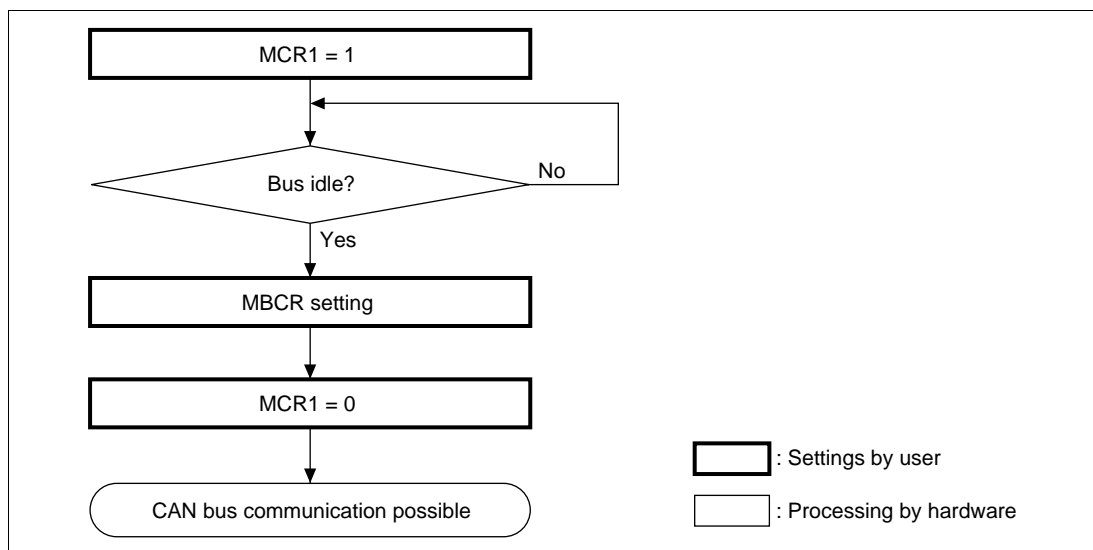 MCR1 = 1
Bus idle?
No
Yes
MBCR setting
MCR1 = 0
CAN bus communication possible
: Settings by user
: Processing by hardware